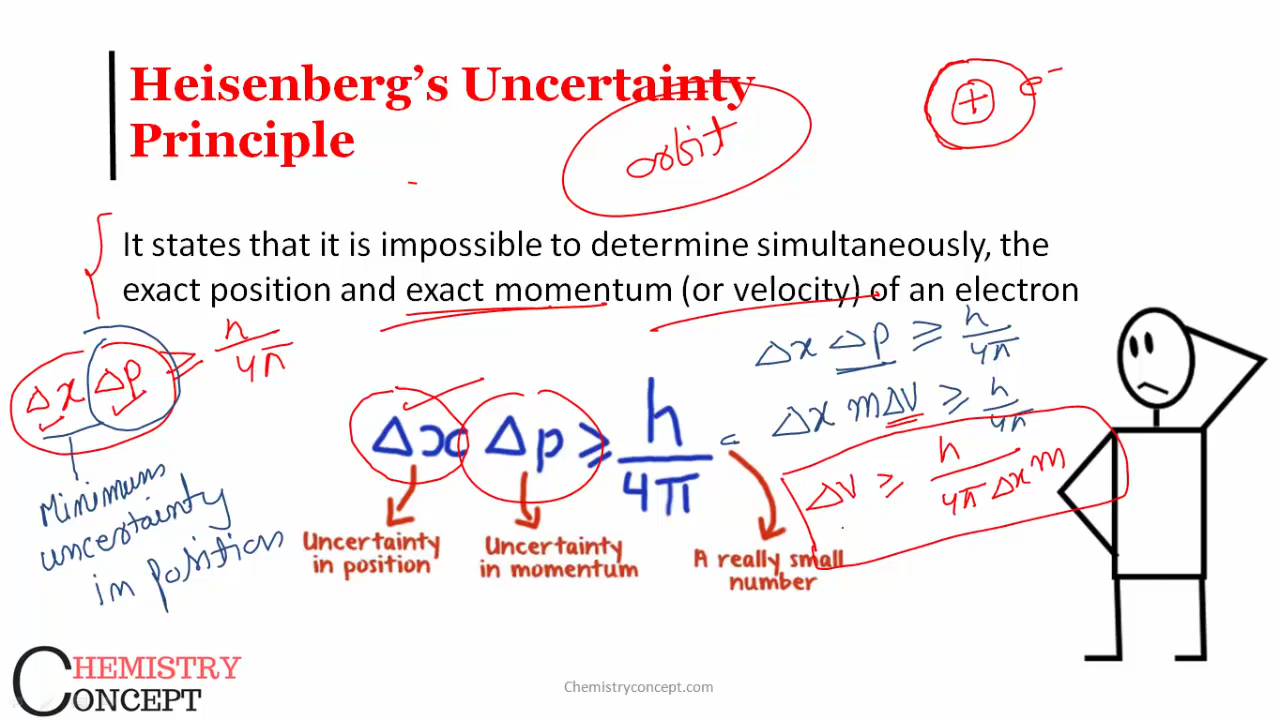 Heisenberg's Uncertainty
Principle
orbit
+
e⁻
It states that it is impossible to determine simultaneously, the
exact position and exact momentum (or velocity) of an electron
Δx Δp ≥ h/4π
Δx Δp ≥ h/4π
Δx mΔv ≥ h/4π
Δv ≥ h/4πΔxm
Δx Δp ≥ h/4π =
Minimum
uncertainty
in position
Uncertainty
in position
Uncertainty
in momentum
A really small
number
CHEMISTRY
CONCEPT
Chemistryconcept.com